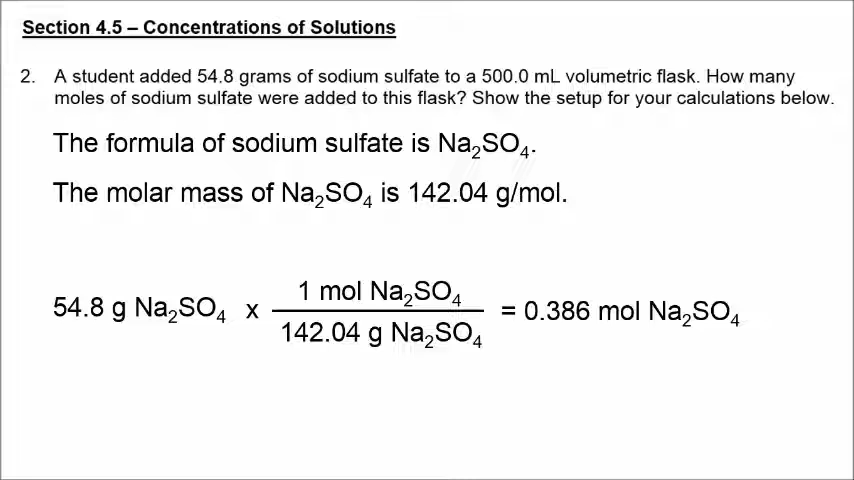 Section 4.5 – Concentrations of Solutions
2. A student added 54.8 grams of sodium sulfate to a 500.0 mL volumetric flask. How many
moles of sodium sulfate were added to this flask? Show the setup for your calculations below.
The formula of sodium sulfate is Na₂SO₄.
The molar mass of Na₂SO₄ is 142.04 g/mol.
1 mol Na₂SO₄
54.8 g Na₂SO₄ x = 0.386 mol Na₂SO₄
142.04 g Na₂SO₄